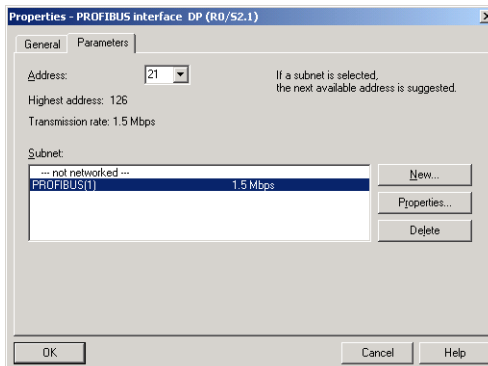 Properties - PROFIBUS interface DP (R0/S2.1)
General Parameters
Address: 21
If a subnet is selected,
the next available address is suggested.
Highest address: 126
Transmission rate: 1.5 Mbps
Subnet:
--- not networked ---
PROFIBUS(1) 1.5 Mbps
New...
Properties...
Delete
OK Cancel Help